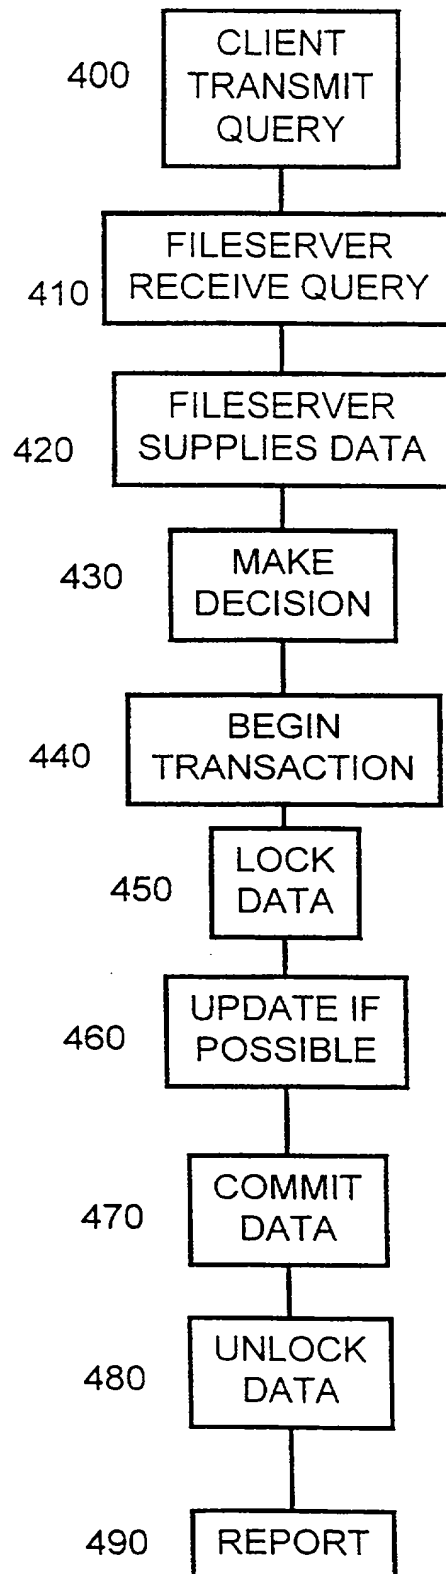 400
CLIENT
TRANSMIT
QUERY
410
FILESERVER
RECEIVE QUERY
420
FILESERVER
SUPPLIES DATA
430
MAKE
DECISION
440
BEGIN
TRANSACTION
450
LOCK
DATA
460
UPDATE IF
POSSIBLE
470
COMMIT
DATA
480
UNLOCK
DATA
490
REPORT